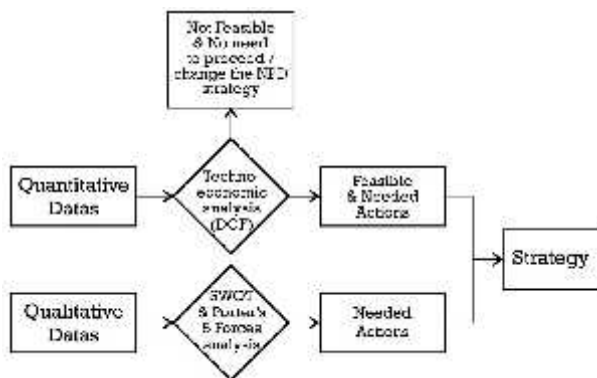 Not Feasible
& No need
to proceed /
change the NPD
strategy
Quantitative
Datas
Techno
economic
analysis
(DCF)
Feasible
& Needed
Actions
Strategy
Qualitative
Datas
SWOT
& Porter's
5 Forces
analysis
Needed
Actions